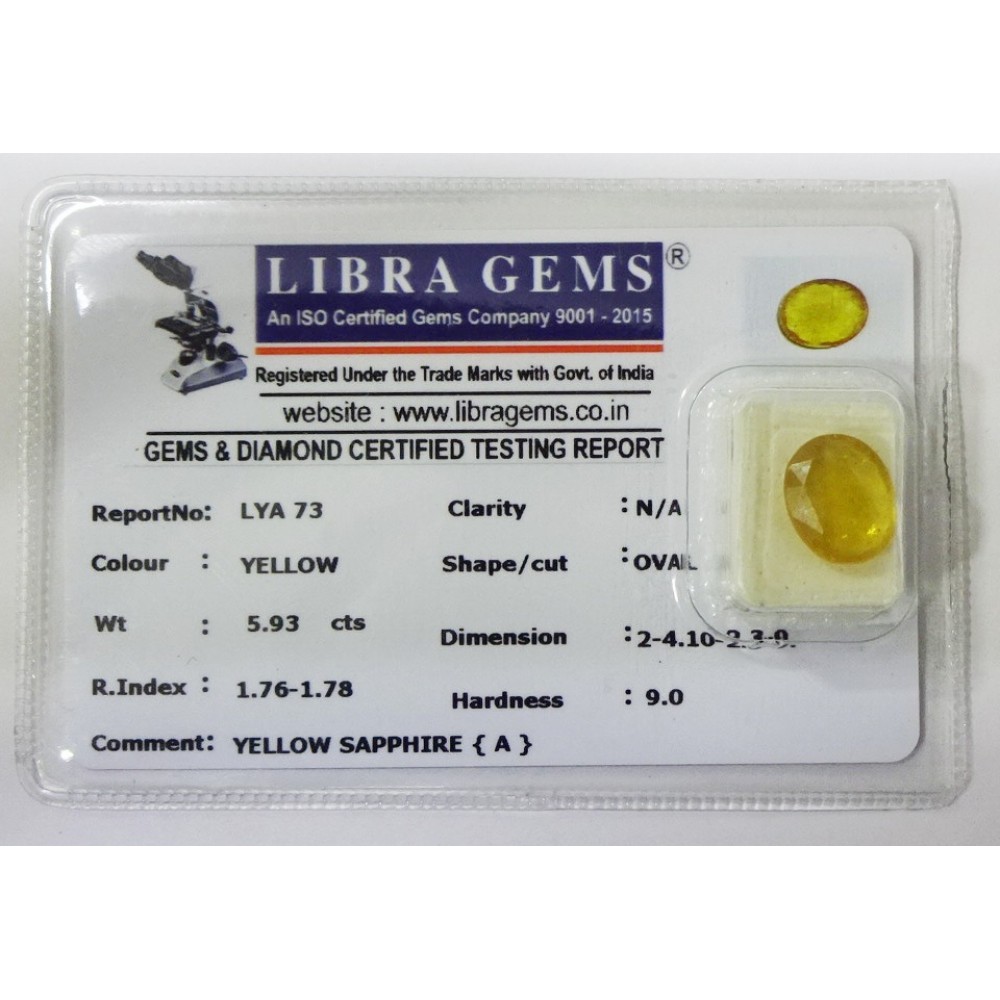 LIBRA GEMS ®
An ISO Certified Gems Company 9001 - 2015
Registered Under the Trade Marks with Govt. of India
website : www.libragems.co.in
GEMS & DIAMOND CERTIFIED TESTING REPORT
ReportNo: LYA 73 Clarity : N/A
Colour : YELLOW Shape/cut : OVAL
Wt : 5.93 cts Dimension :
R.Index : 1.76-1.78 Hardness : 9.0
Comment: YELLOW SAPPHIRE { A }